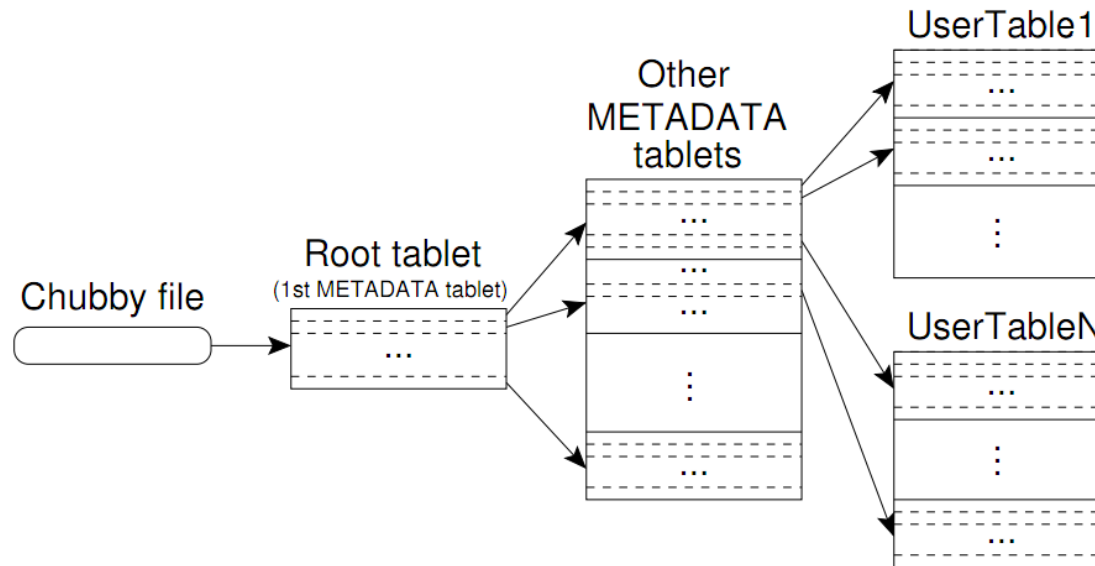 Chubby file
Root tablet
(1st METADATA tablet)
...
Other
METADATA
tablets
...
...
...
⋮
...
UserTable1
...
...
⋮
UserTableN
...
⋮
...